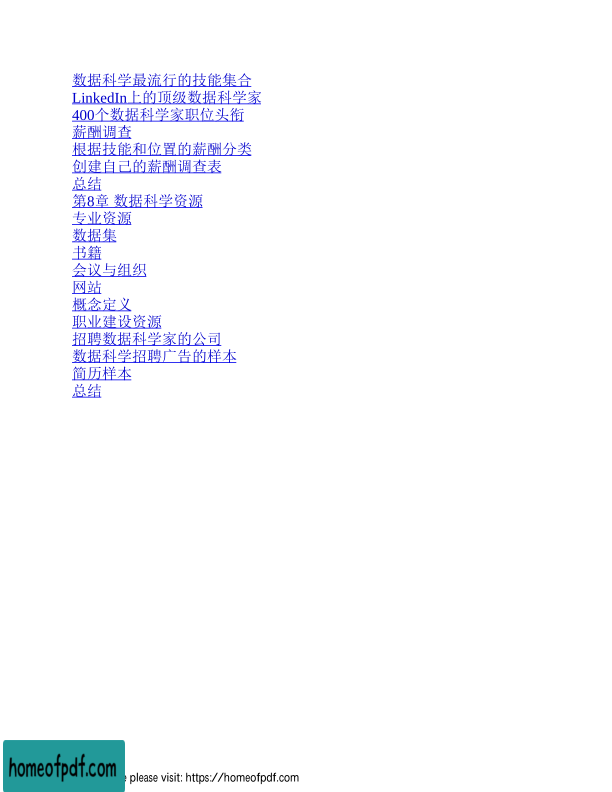 数据科学最流行的技能集合
LinkedIn上的顶级数据科学家
400个数据科学家职位头衔
薪酬调查
根据技能和位置的薪酬分类
创建自己的薪酬调查表
总结
第8章 数据科学资源
专业资源
数据集
书籍
会议与组织
网站
概念定义
职业建设资源
招聘数据科学家的公司
数据科学招聘广告的样本
简历样本
总结
homeofpdf.com
please visit: https://homeofpdf.com